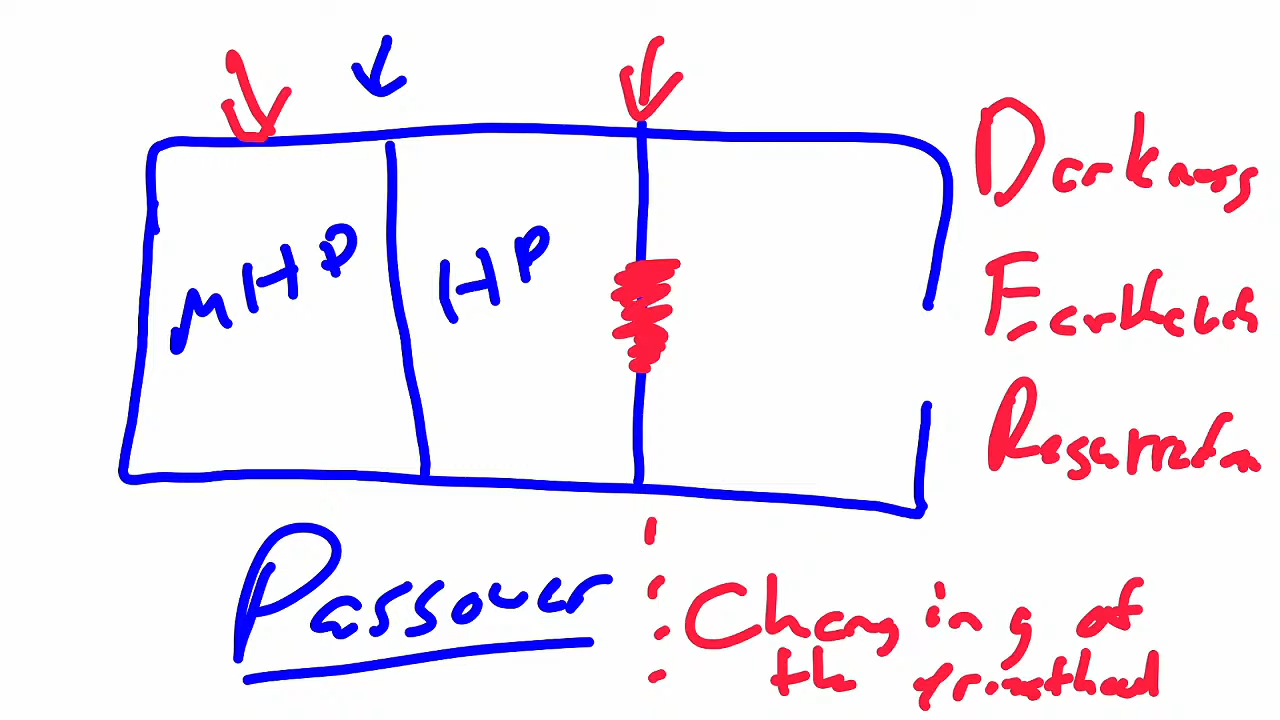 Darkness
MHP
HP
Earthquake
Resurrection
Passover
Changing of
the priesthood